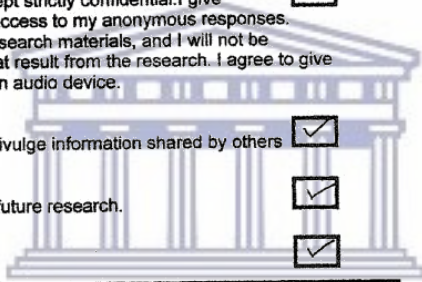 ept strictly confidential.I give
ccess to my anonymous responses.
search materials, and I will not be
at result from the research. I agree to give
n audio device.
ivulge information shared by others
future research.